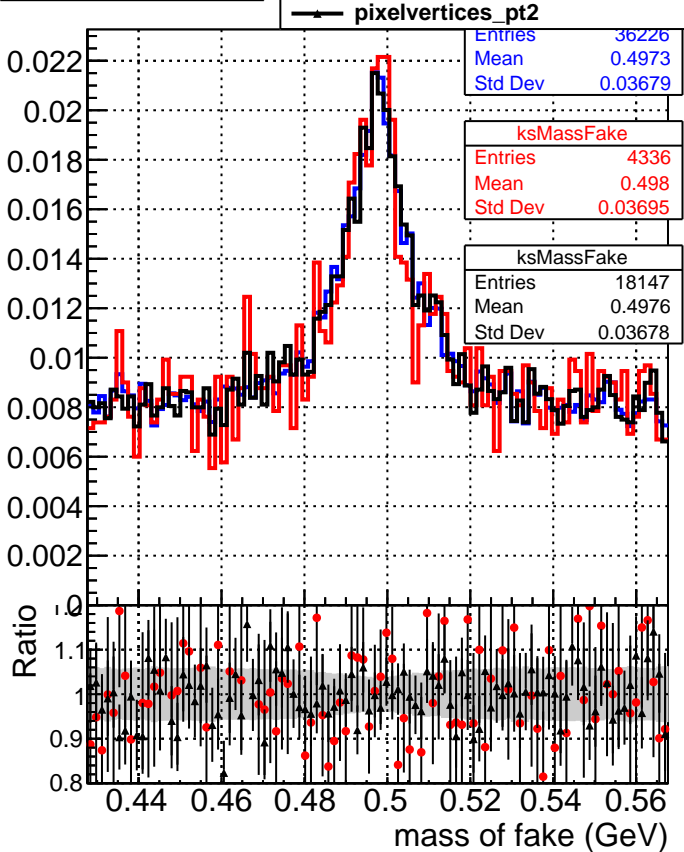 pixelvertices_pt2
Entries 36226
Mean 0.4973
Std Dev 0.03679
ksMassFake
Entries 4336
Mean 0.498
Std Dev 0.03695
ksMassFake
Entries 18147
Mean 0.4976
Std Dev 0.03678
0.022
0.02
0.018
0.016
0.014
0.012
0.01
0.008
0.006
0.004
0.002
0
Ratio
1.1
1
0.9
0.8
0.44 0.46 0.48 0.5 0.52 0.54 0.56
mass of fake (GeV)